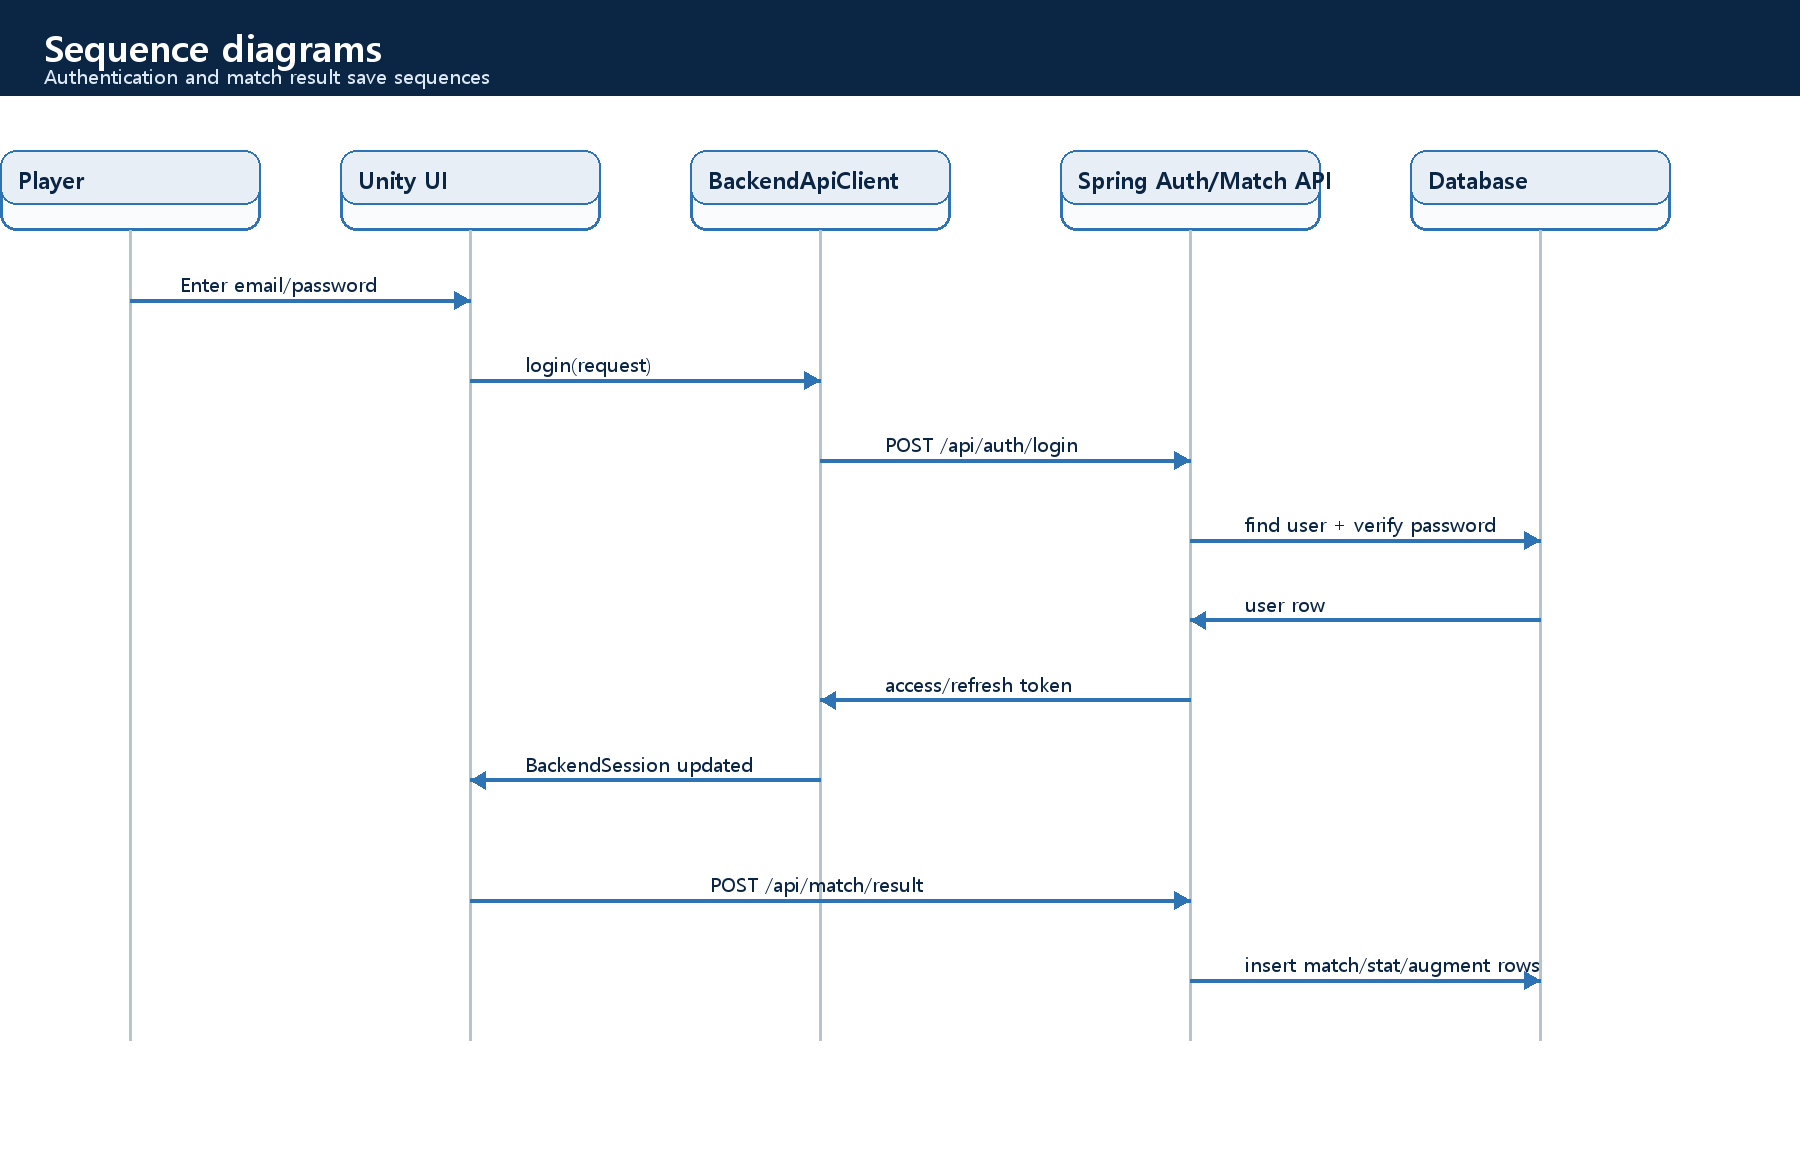 Sequence diagrams
Authentication and match result save sequences
Player
Unity UI
BackendApiClient
Spring Auth/Match API
Database
Enter email/password
login(request)
POST /api/auth/login
find user + verify password
user row
access/refresh token
BackendSession updated
POST /api/match/result
insert match/stat/augment rows